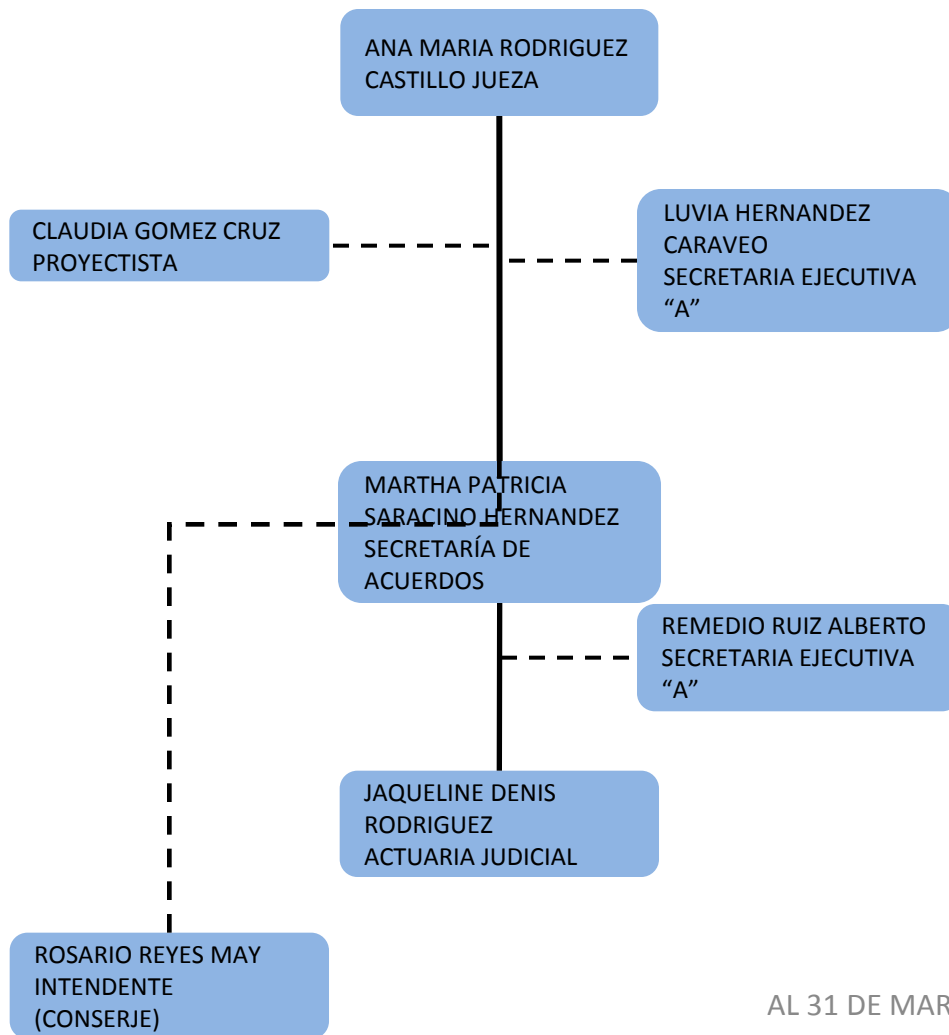 ANA MARIA RODRIGUEZ
CASTILLO JUEZA
CLAUDIA GOMEZ CRUZ
PROYECTISTA
LUVIA HERNANDEZ
CARAVEO
SECRETARIA EJECUTIVA
“A”
MARTHA PATRICIA
SARACINO HERNANDEZ
SECRETARÍA DE
ACUERDOS
REMEDIO RUIZ ALBERTO
SECRETARIA EJECUTIVA
“A”
JAQUELINE DENIS
RODRIGUEZ
ACTUARIA JUDICIAL
ROSARIO REYES MAY
INTENDENTE
(CONSERJE)
AL 31 DE MAR